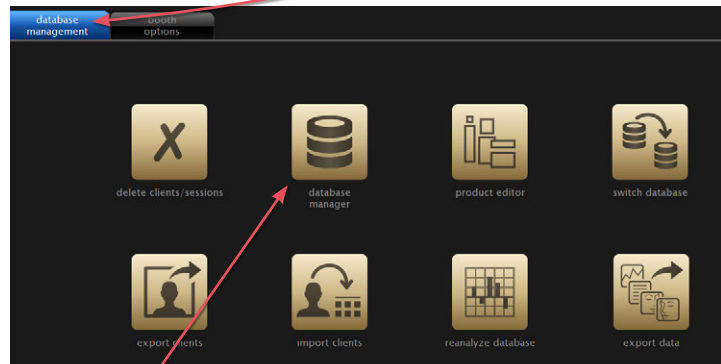 database
management
booth
options
delete clients/sessions
database
manager
product editor
switch database
export clients
import clients
reanalyze database
export data